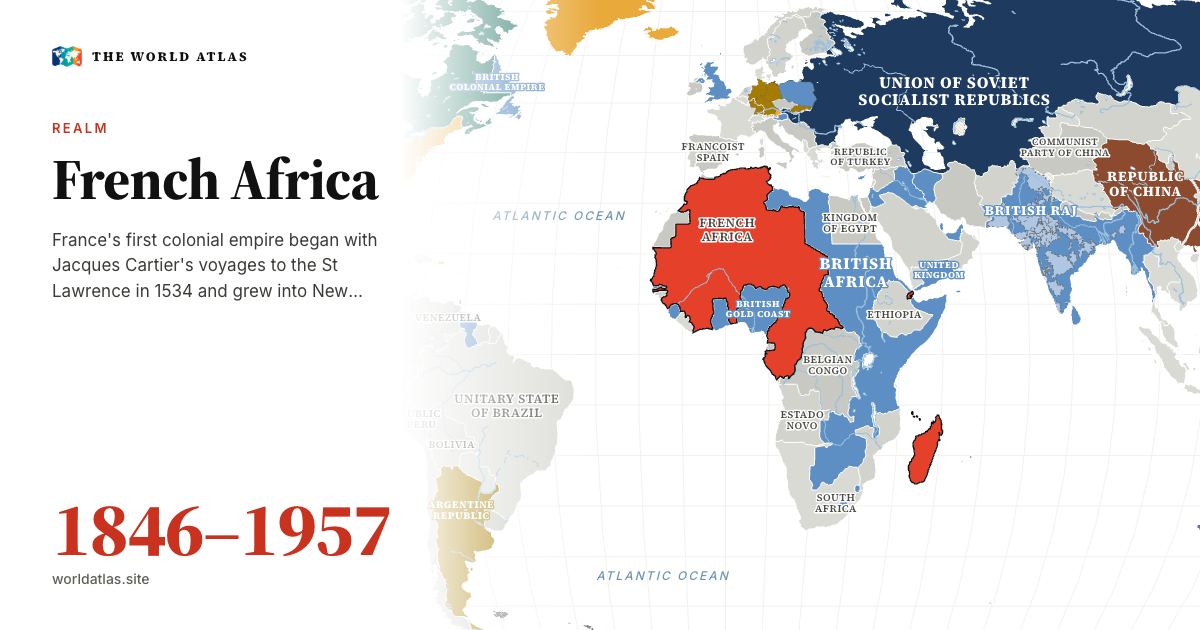 THE WORLD ATLAS
REALM
French Africa
France's first colonial empire began with
Jacques Cartier's voyages to the St
Lawrence in 1534 and grew into New...
1846–1957
worldatlas.site
BRITISH
COLONIAL EMPIRE
UNION OF SOVIET
SOCIALIST REPUBLICS
FRANCOIST
SPAIN
REPUBLIC
OF TURKEY
COMMUNIST
PARTY OF CHINA
REPUBLIC
OF CHINA
ATLANTIC OCEAN
FRENCH
AFRICA
KINGDOM
OF EGYPT
BRITISH RAJ
BRITISH
AFRICA
UNITED
KINGDOM
BRITISH
GOLD COAST
ETHIOPIA
VENEZUELA
BELGIAN
CONGO
UNITARY STATE
OF BRAZIL
ESTADO
NOVO
BOLIVIA
SOUTH
AFRICA
ARGENTINE
REPUBLIC
ATLANTIC OCEAN